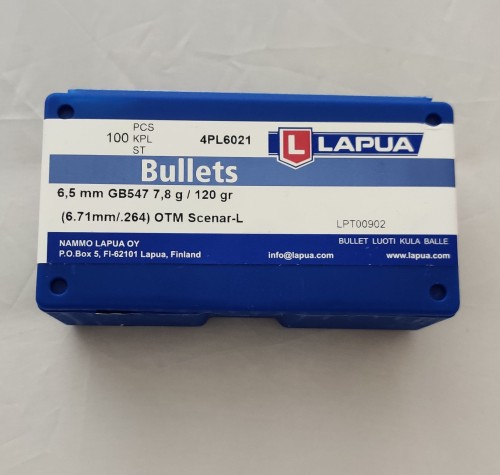 PCS
100 KPL
ST
4PL6021
L LAPUA
Bullets
6,5 mm GB547 7,8 g / 120 gr
(6.71mm/.264) OTM Scenar-L
LPT00902
NAMMO LAPUA OY
BULLET LUOTI KULA BALLE
P.O.Box 5, FI-62101 Lapua, Finland
info@lapua.com
www.lapua.com